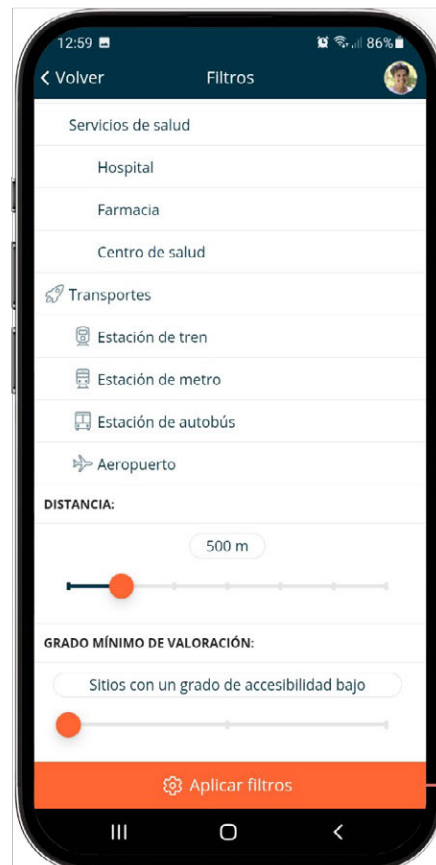 12:59 86%
Volver Filtros
Servicios de salud
Hospital
Farmacia
Centro de salud
Transportes
Estación de tren
Estación de metro
Estación de autobús
Aeropuerto
DISTANCIA:
500 m
GRADO MÍNIMO DE VALORACIÓN:
Sitios con un grado de accesibilidad bajo
Aplicar filtros